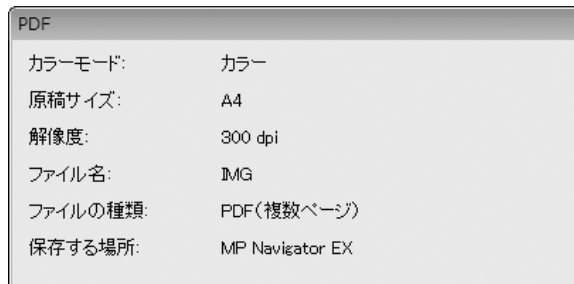 PDF
カラーモード: カラー
原稿サイズ: A4
解像度: 300 dpi
ファイル名: IMG
ファイルの種類: PDF(複数ページ)
保存する場所: MP Navigator EX